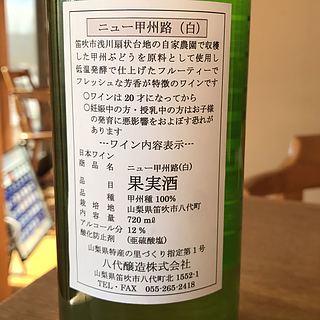 ニュー甲州路（白）
笛吹市浅川扇状台地の自家農園で収穫
した甲州ぶどうを原料として使用し
低温発酵で仕上げたフルーティーで
フレッシュな芳香が特徴のワインです
○ワインは20才になってから
○妊娠中の方・授乳中の方はお子様
の発育に悪影響をおよぼす恐れが
あります
---ワイン内容表示---
日本ワイン
商品名 ニュー甲州路(白)
品目 果実酒
品種 甲州種100%
栽培地 山梨県笛吹市八代町
内容量 720mℓ
アルコール分 12%
酸化防止剤 (亜硫酸塩)
山梨県特産の里づくり指定第1号
八代醸造株式会社
山梨県笛吹市八代町北1552-1
TEL・FAX 055-265-2418